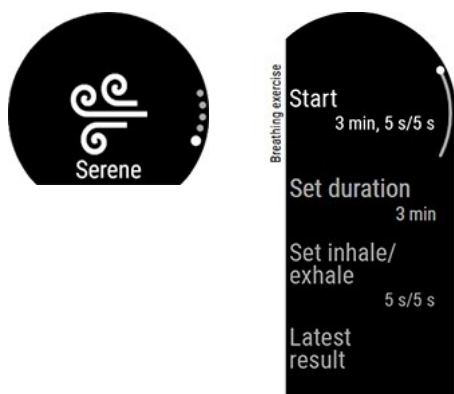 Serene
Breathing exercise
Start
3 min, 5 s/5 s
Set duration
3 min
Set inhale/
exhale
5 s/5 s
Latest
result